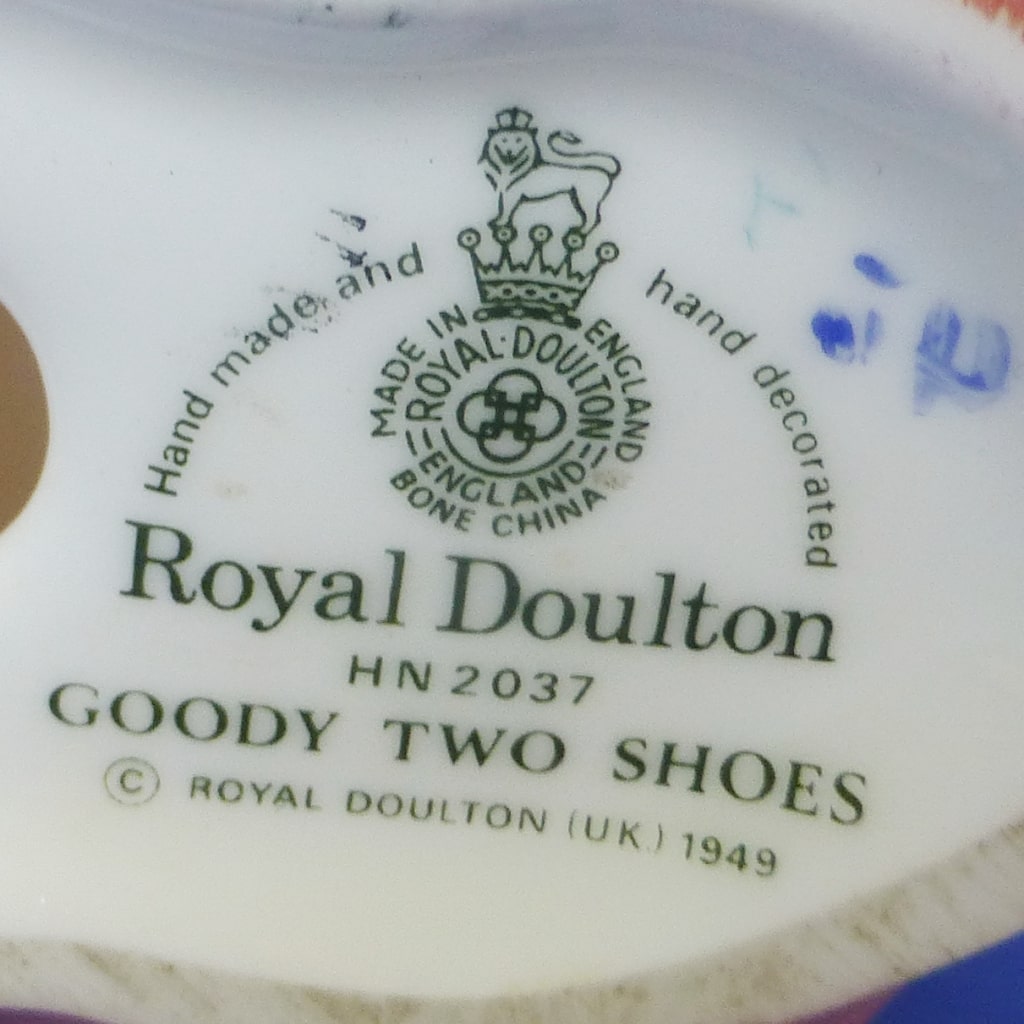 Hand made and hand decorated
MADE IN ENGLAND
ROYAL·DOULTON
ENGLAND
BONE CHINA
Royal Doulton
HN 2037
GOODY TWO SHOES
© ROYAL DOULTON (UK.) 1949